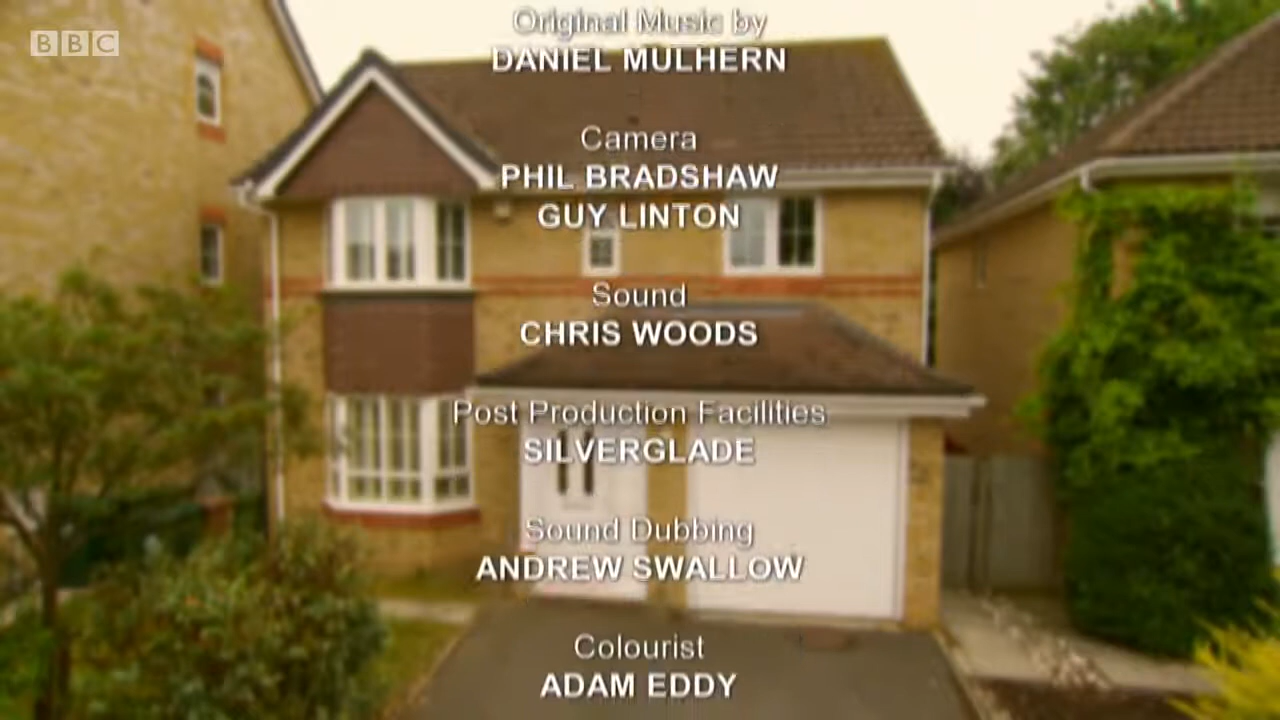 BBC
Original Music by
DANIEL MULHERN
Camera
PHIL BRADSHAW
GUY LINTON
Sound
CHRIS WOODS
Post Production Facilities
SILVERGLADE
Sound Dubbing
ANDREW SWALLOW
Colourist
ADAM EDDY